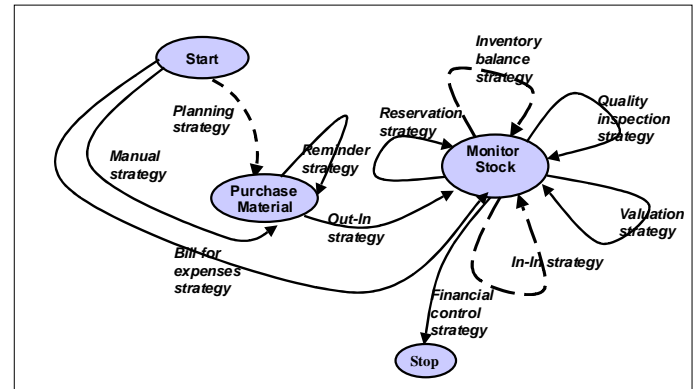 Start
Planning
strategy
Manual
strategy
Bill for
expenses
strategy
Purchase
Material
Reminder
strategy
Out-In
strategy
Inventory
balance
strategy
Reservation
strategy
Quality
inspection
strategy
Monitor
Stock
Valuation
strategy
In-In strategy
Financial
control
strategy
Stop